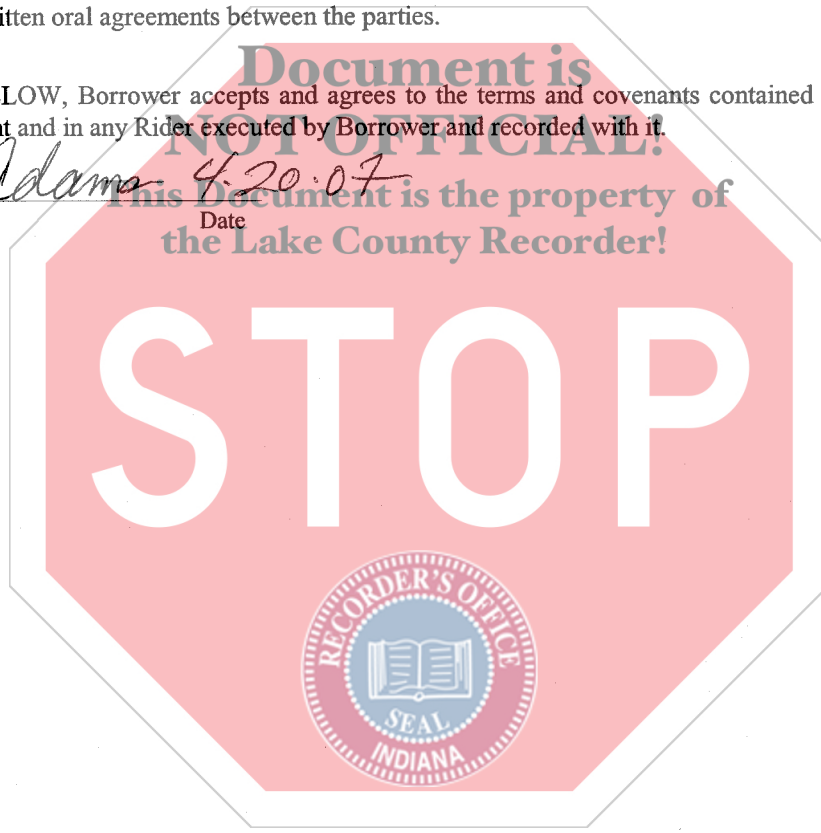 itten oral agreements between the parties.
Document is
LOW, Borrower accepts and agrees to the terms and covenants contained
nt and in any Rider executed by Borrower and recorded with it.
NOT OFFICIAL!
Adams 4.20.07
This Document is the property of
Date
the Lake County Recorder!
STOP
RECORDER'S OFFICE
SEAL
INDIANA